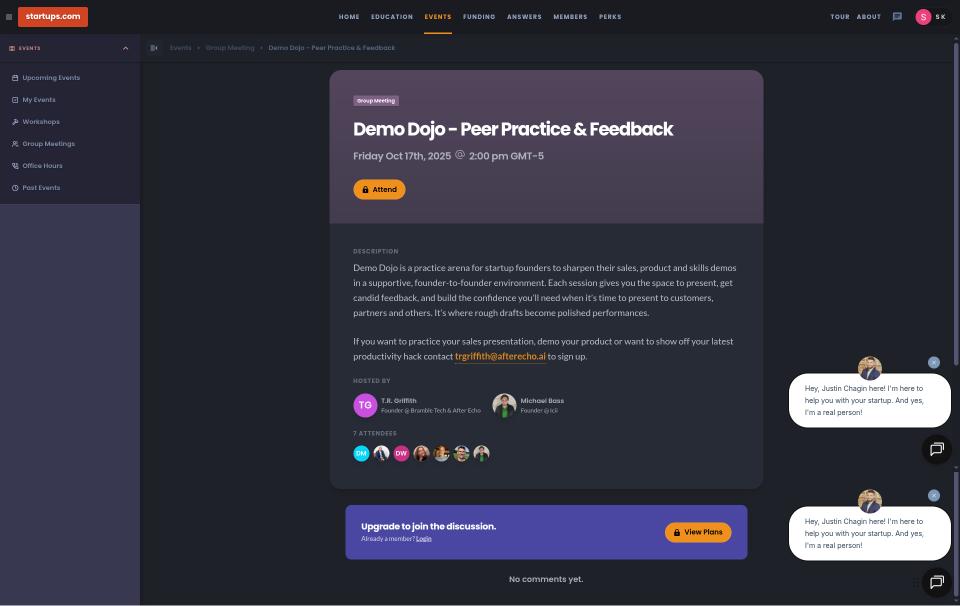 startups.com
HOME EDUCATION EVENTS FUNDING ANSWERS MEMBERS PERKS
TOUR ABOUT
S SK
EVENTS
Upcoming Events
My Events
Workshops
Group Meetings
Office Hours
Past Events
Events › Group Meeting › Demo Dojo – Peer Practice & Feedback
Group Meeting
Demo Dojo – Peer Practice & Feedback
Friday Oct 17th, 2025 @ 2:00 pm GMT-5
Attend
DESCRIPTION
Demo Dojo is a practice arena for startup founders to sharpen their sales, product and skills demos
in a supportive, founder-to-founder environment. Each session gives you the space to present, get
candid feedback, and build the confidence you'll need when it's time to present to customers,
partners and others. It's where rough drafts become polished performances.
If you want to practice your sales presentation, demo your product or want to show off your latest
productivity hack contact trgriffith@afterecho.ai to sign up.
HOSTED BY
TG
T.R. Griffith
Founder @ Bramble Tech & After Echo
Michael Bass
Founder @ Icii
7 ATTENDEES
DM DW
Upgrade to join the discussion.
Already a member? Login
View Plans
No comments yet.
Hey, Justin Chagin here! I'm here to
help you with your startup. And yes,
I'm a real person!
Hey, Justin Chagin here! I'm here to
help you with your startup. And yes,
I'm a real person!